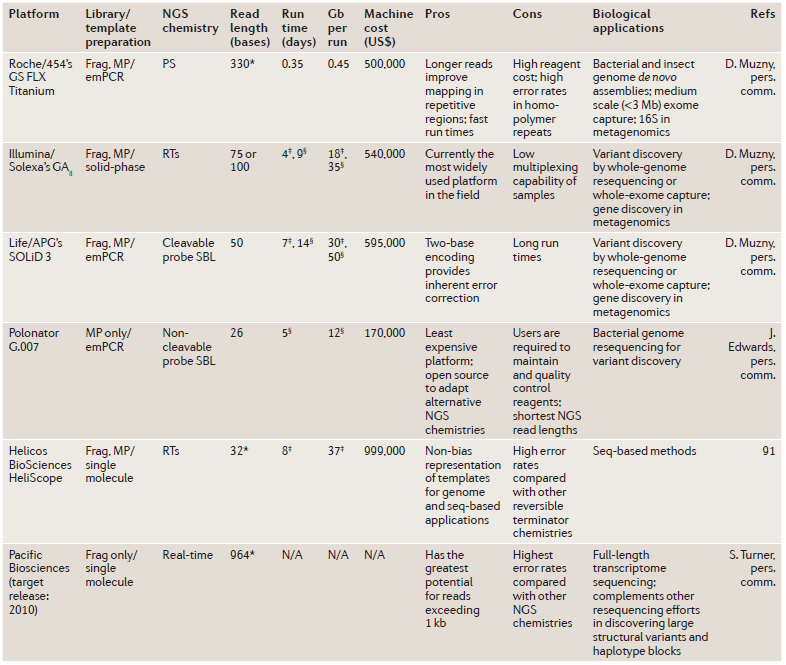 Platform Library/ template preparation NGS chemistry Read length (bases) Run time (days) Gb per run Machine cost (US$) Pros Cons Biological applications Refs
Roche/454's Frag, MP/ PS 330* 0.35 0.45 500,000 Longer reads High reagent Bacterial and insect D. Muzny,
GS FLX emPCR improve cost; high genome de novo pers.
Titanium mapping in error rates assemblies; medium comm.
repetitive in homo- scale (<3 Mb) exome
regions; fast polymer capture; 16S in
run times repeats metagenomics
Illumina/ Frag, MP/ RTs 75 or 4‡, 9§ 18‡, 540,000 Currently the Low Variant discovery D. Muzny,
Solexa's GAII solid-phase 100 35§ most widely multiplexing by whole-genome pers.
used platform capability of resequencing or comm.
in the field samples whole-exome capture;
gene discovery in
metagenomics
Life/APG's Frag, MP/ Cleavable 50 7‡, 14§ 30‡, 595,000 Two-base Long run Variant discovery D. Muzny,
SOLiD 3 emPCR probe SBL 50§ encoding times by whole-genome pers.
provides resequencing or comm.
inherent error whole-exome capture;
correction gene discovery in
metagenomics
Polonator MP only/ Non- 26 5§ 12§ 170,000 Least Users are Bacterial genome J.
G.007 emPCR cleavable expensive required to resequencing for Edwards,
probe SBL platform; maintain variant discovery pers.
open source and quality comm.
to adapt control
alternative reagents;
NGS shortest NGS
chemistries read lengths
Helicos Frag, MP/ RTs 32* 8‡ 37‡ 999,000 Non-bias High error Seq-based methods 91
BioSciences single representation rates
HeliScope molecule of templates compared
for genome with other
and seq-based reversible
applications terminator
chemistries
Pacific Frag only/ Real-time 964* N/A N/A N/A Has the Highest Full-length S. Turner,
Biosciences single greatest error rates transcriptome pers.
(target molecule potential compared sequencing; comm.
release: for reads with other complements other
2010) exceeding NGS resequencing efforts
1 kb chemistries in discovering large
structural variants and
haplotype blocks